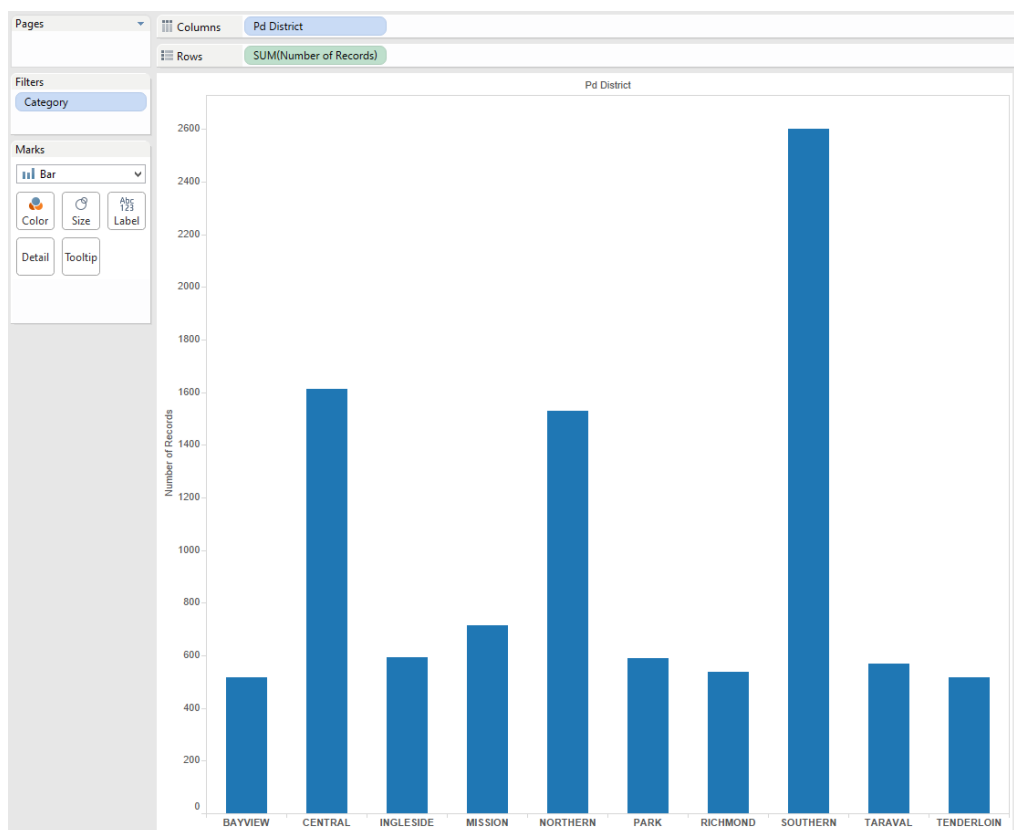 Pages
Columns
Pd District
Rows
SUM(Number of Records)
Filters
Category
Marks
Bar
Color
Size
Abc
123
Label
Detail
Tooltip
Pd District
Number of Records
2600
2400
2200
2000
1800
1600
1400
1200
1000
800
600
400
200
0
BAYVIEW CENTRAL INGLESIDE MISSION NORTHERN PARK RICHMOND SOUTHERN TARAVAL TENDERLOIN